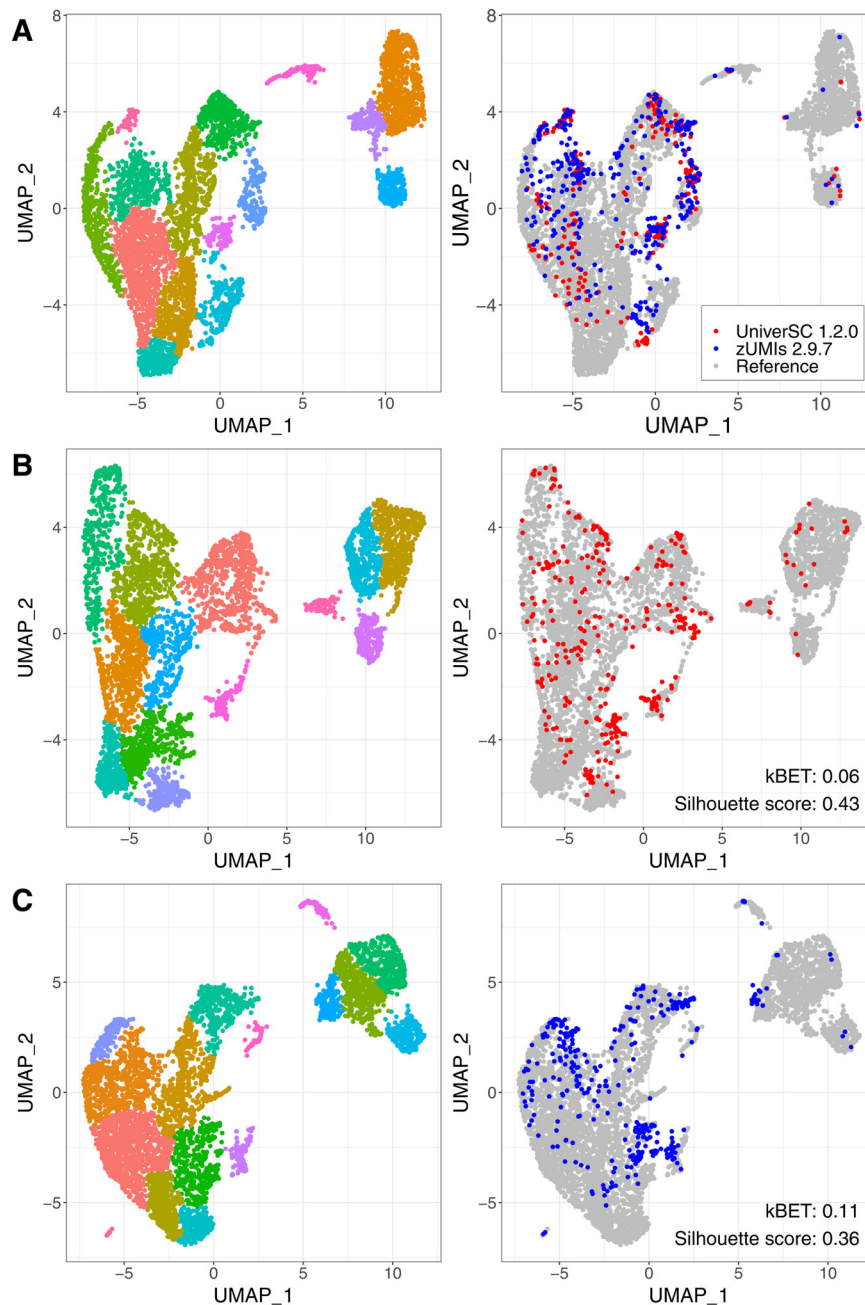 A
8
4
0
−4
UMAP_2
−5
0
5
10
UMAP_1
8
4
0
−4
UMAP_2
UniverSC 1.2.0
zUMIs 2.9.7
Reference
−5
0
5
10
UMAP_1
B
4
0
−4
UMAP_2
−5
0
5
10
UMAP_1
4
0
−4
UMAP_2
kBET: 0.06
Silhouette score: 0.43
−5
0
5
10
UMAP_1
C
5
0
−5
UMAP_2
−5
0
5
10
UMAP_1
5
0
−5
UMAP_2
kBET: 0.11
Silhouette score: 0.36
−5
0
5
10
UMAP_1